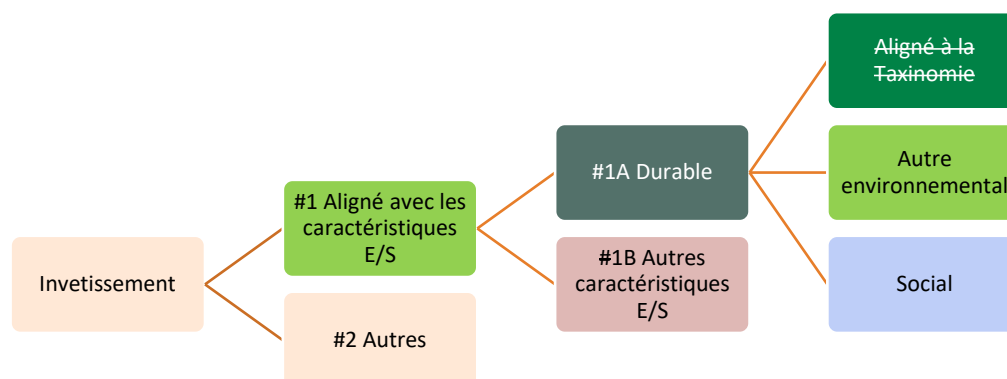 Aligné à la
Taxinomie
#1A Durable
Autre
environnemental
#1 Aligné avec les
caractéristiques
E/S
#1B Autres
caractéristiques
E/S
Invetissement
Social
#2 Autres